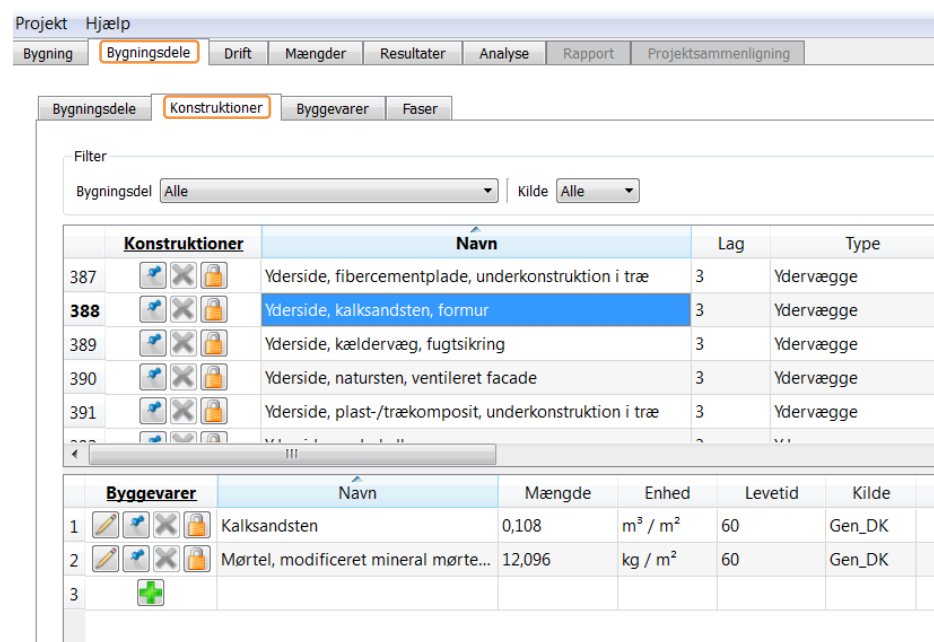 Projekt Hjælp
Bygning Bygningsdele Drift Mængder Resultater Analyse Rapport Projektsammenligning
Bygningsdele Konstruktioner Byggevarer Faser
Filter
Bygningsdel Alle Kilde Alle
Konstruktioner Navn Lag Type
387 Yderside, fibercementplade, underkonstruktion i træ 3 Ydervægge
388 Yderside, kalksandsten, formur 3 Ydervægge
389 Yderside, kældervæg, fugtsikring 3 Ydervægge
390 Yderside, natursten, ventileret facade 3 Ydervægge
391 Yderside, plast-/trækomposit, underkonstruktion i træ 3 Ydervægge
Byggevarer Navn Mængde Enhed Levetid Kilde
1 Kalksandsten 0,108 m³ / m² 60 Gen_DK
2 Mørtel, modificeret mineral mørte... 12,096 kg / m² 60 Gen_DK
3